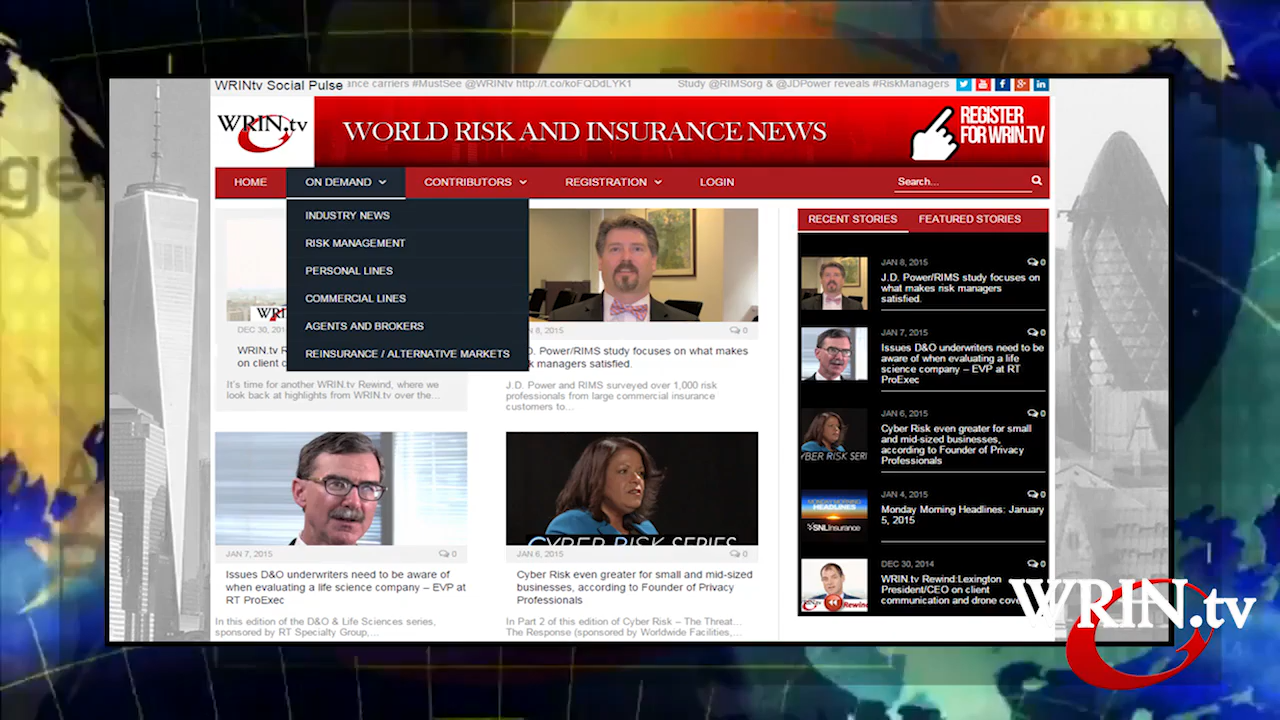 WRINtv Social Pulse
ance carriers #MustSee @WRINtv http://t.co/koFQDdLYK1 Study @RIMSorg & @JDPower reveals #RiskManagers
WRIN.tv
WORLD RISK AND INSURANCE NEWS
REGISTER
FOR WRIN.TV
HOME
ON DEMAND
CONTRIBUTORS
REGISTRATION
LOGIN
Search...
INDUSTRY NEWS
RISK MANAGEMENT
PERSONAL LINES
COMMERCIAL LINES
AGENTS AND BROKERS
REINSURANCE / ALTERNATIVE MARKETS
DEC 30, 201
WRIN.tv R
on client c
It's time for another WRIN.tv Rewind, where we
look back at highlights from WRIN.tv over the...
8, 2015
0
. Power/RIMS study focuses on what makes
k managers satisfied.
J.D. Power and RIMS surveyed over 1,000 risk
professionals from large commercial insurance
customers to...
JAN 7, 2015
0
Issues D&O underwriters need to be aware of
when evaluating a life science company – EVP at
RT ProExec
In this edition of the D&O & Life Sciences series,
sponsored by RT Specialty Group,...
CYBER RISK SERIES
JAN 6, 2015
0
Cyber Risk even greater for small and mid-sized
businesses, according to Founder of Privacy
Professionals
In Part 2 of this edition of Cyber Risk – The Threat...
The Response (sponsored by Worldwide Facilities,...
RECENT STORIES
FEATURED STORIES
JAN 8, 2015
0
J.D. Power/RIMS study focuses on
what makes risk managers
satisfied.
JAN 7, 2015
0
Issues D&O underwriters need to be
aware of when evaluating a life
science company – EVP at RT
ProExec
JAN 6, 2015
0
Cyber Risk even greater for small
and mid-sized businesses,
according to Founder of Privacy
Professionals
YBER RISK SERI
JAN 4, 2015
0
Monday Morning Headlines: January
5, 2015
MONDAY MORNING
HEADLINES
SNLInsurance
DEC 30, 2014
0
WRIN.tv Rewind:Lexington
President/CEO on client
communication and drone cov
Rewind
WRIN.tv